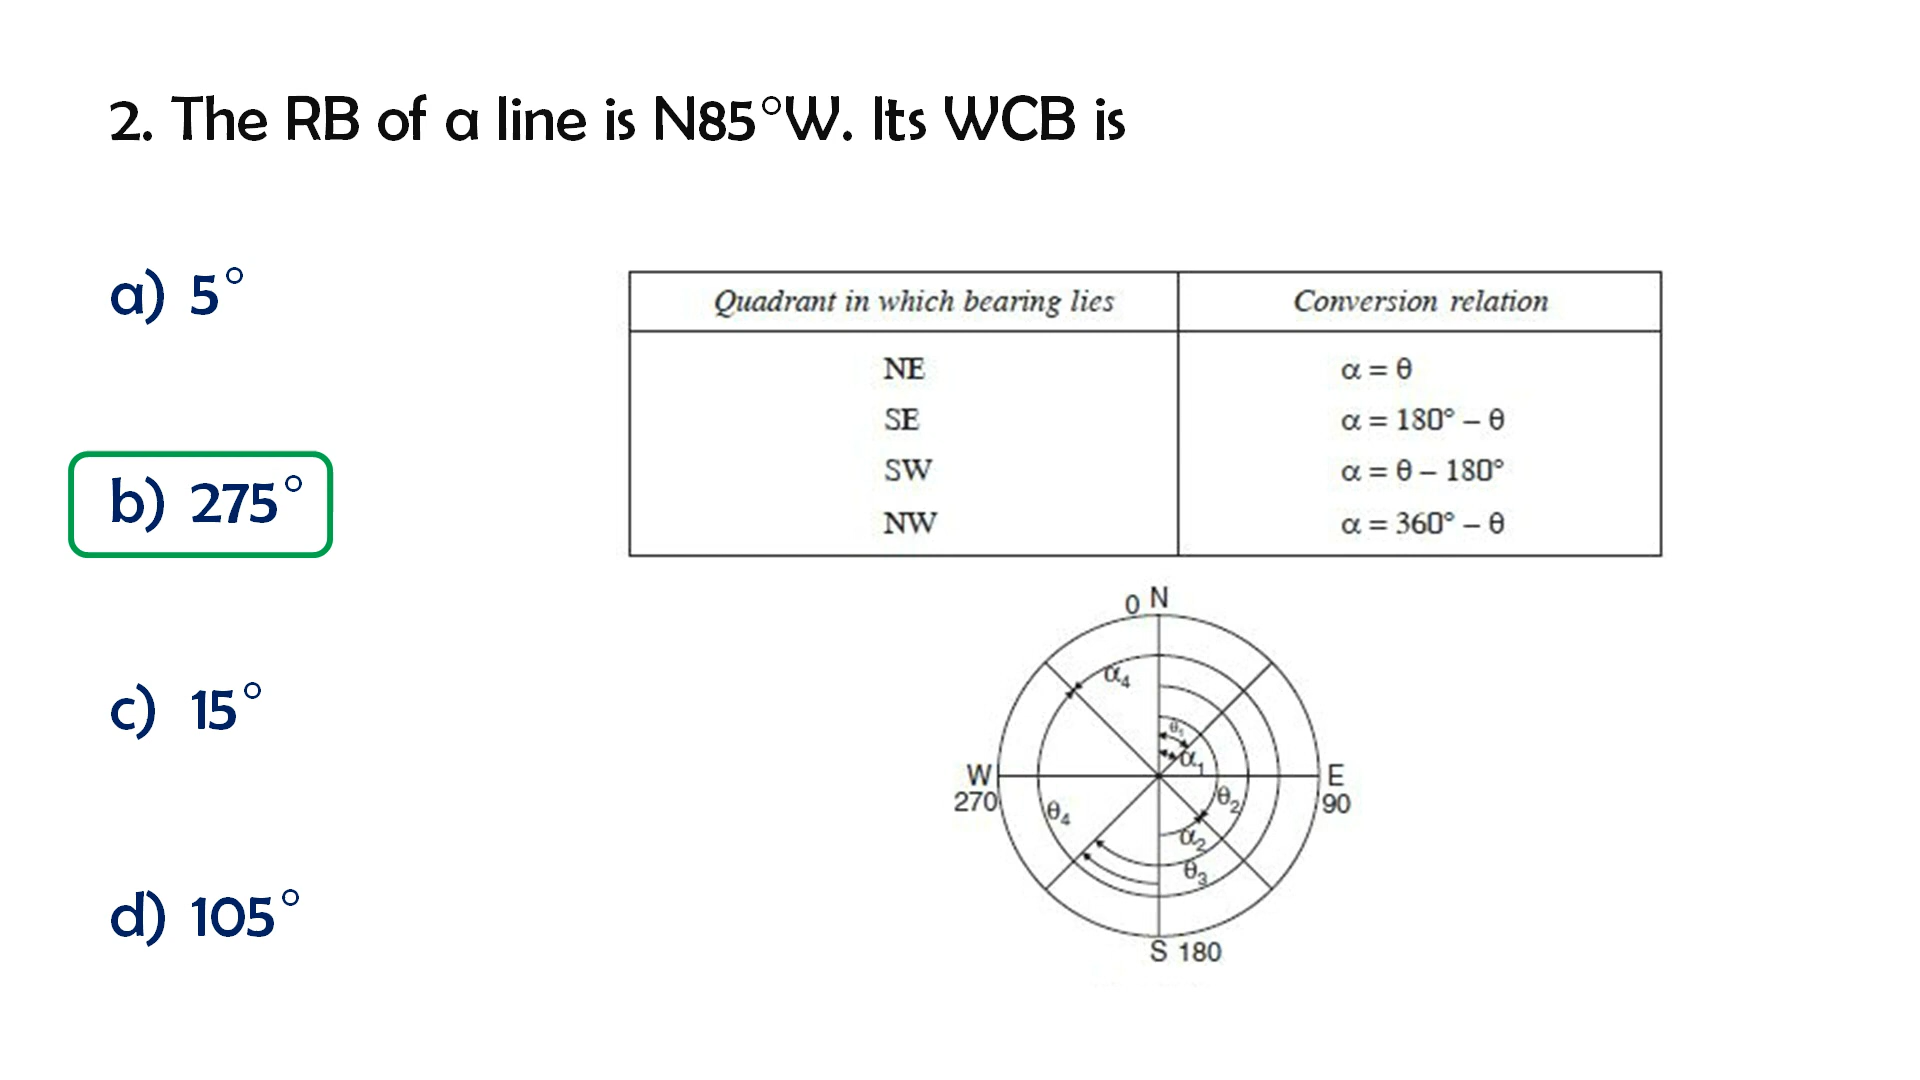 2. The RB of a line is N85°W. Its WCB is
a) 5°
b) 275°
c) 15°
d) 105°
Quadrant in which bearing lies Conversion relation
NE α = θ
SE α = 180° – θ
SW α = θ – 180°
NW α = 360° – θ
0 N
α4
θ1
α1
W E
270 90
θ4 θ2
α2
θ3
S 180